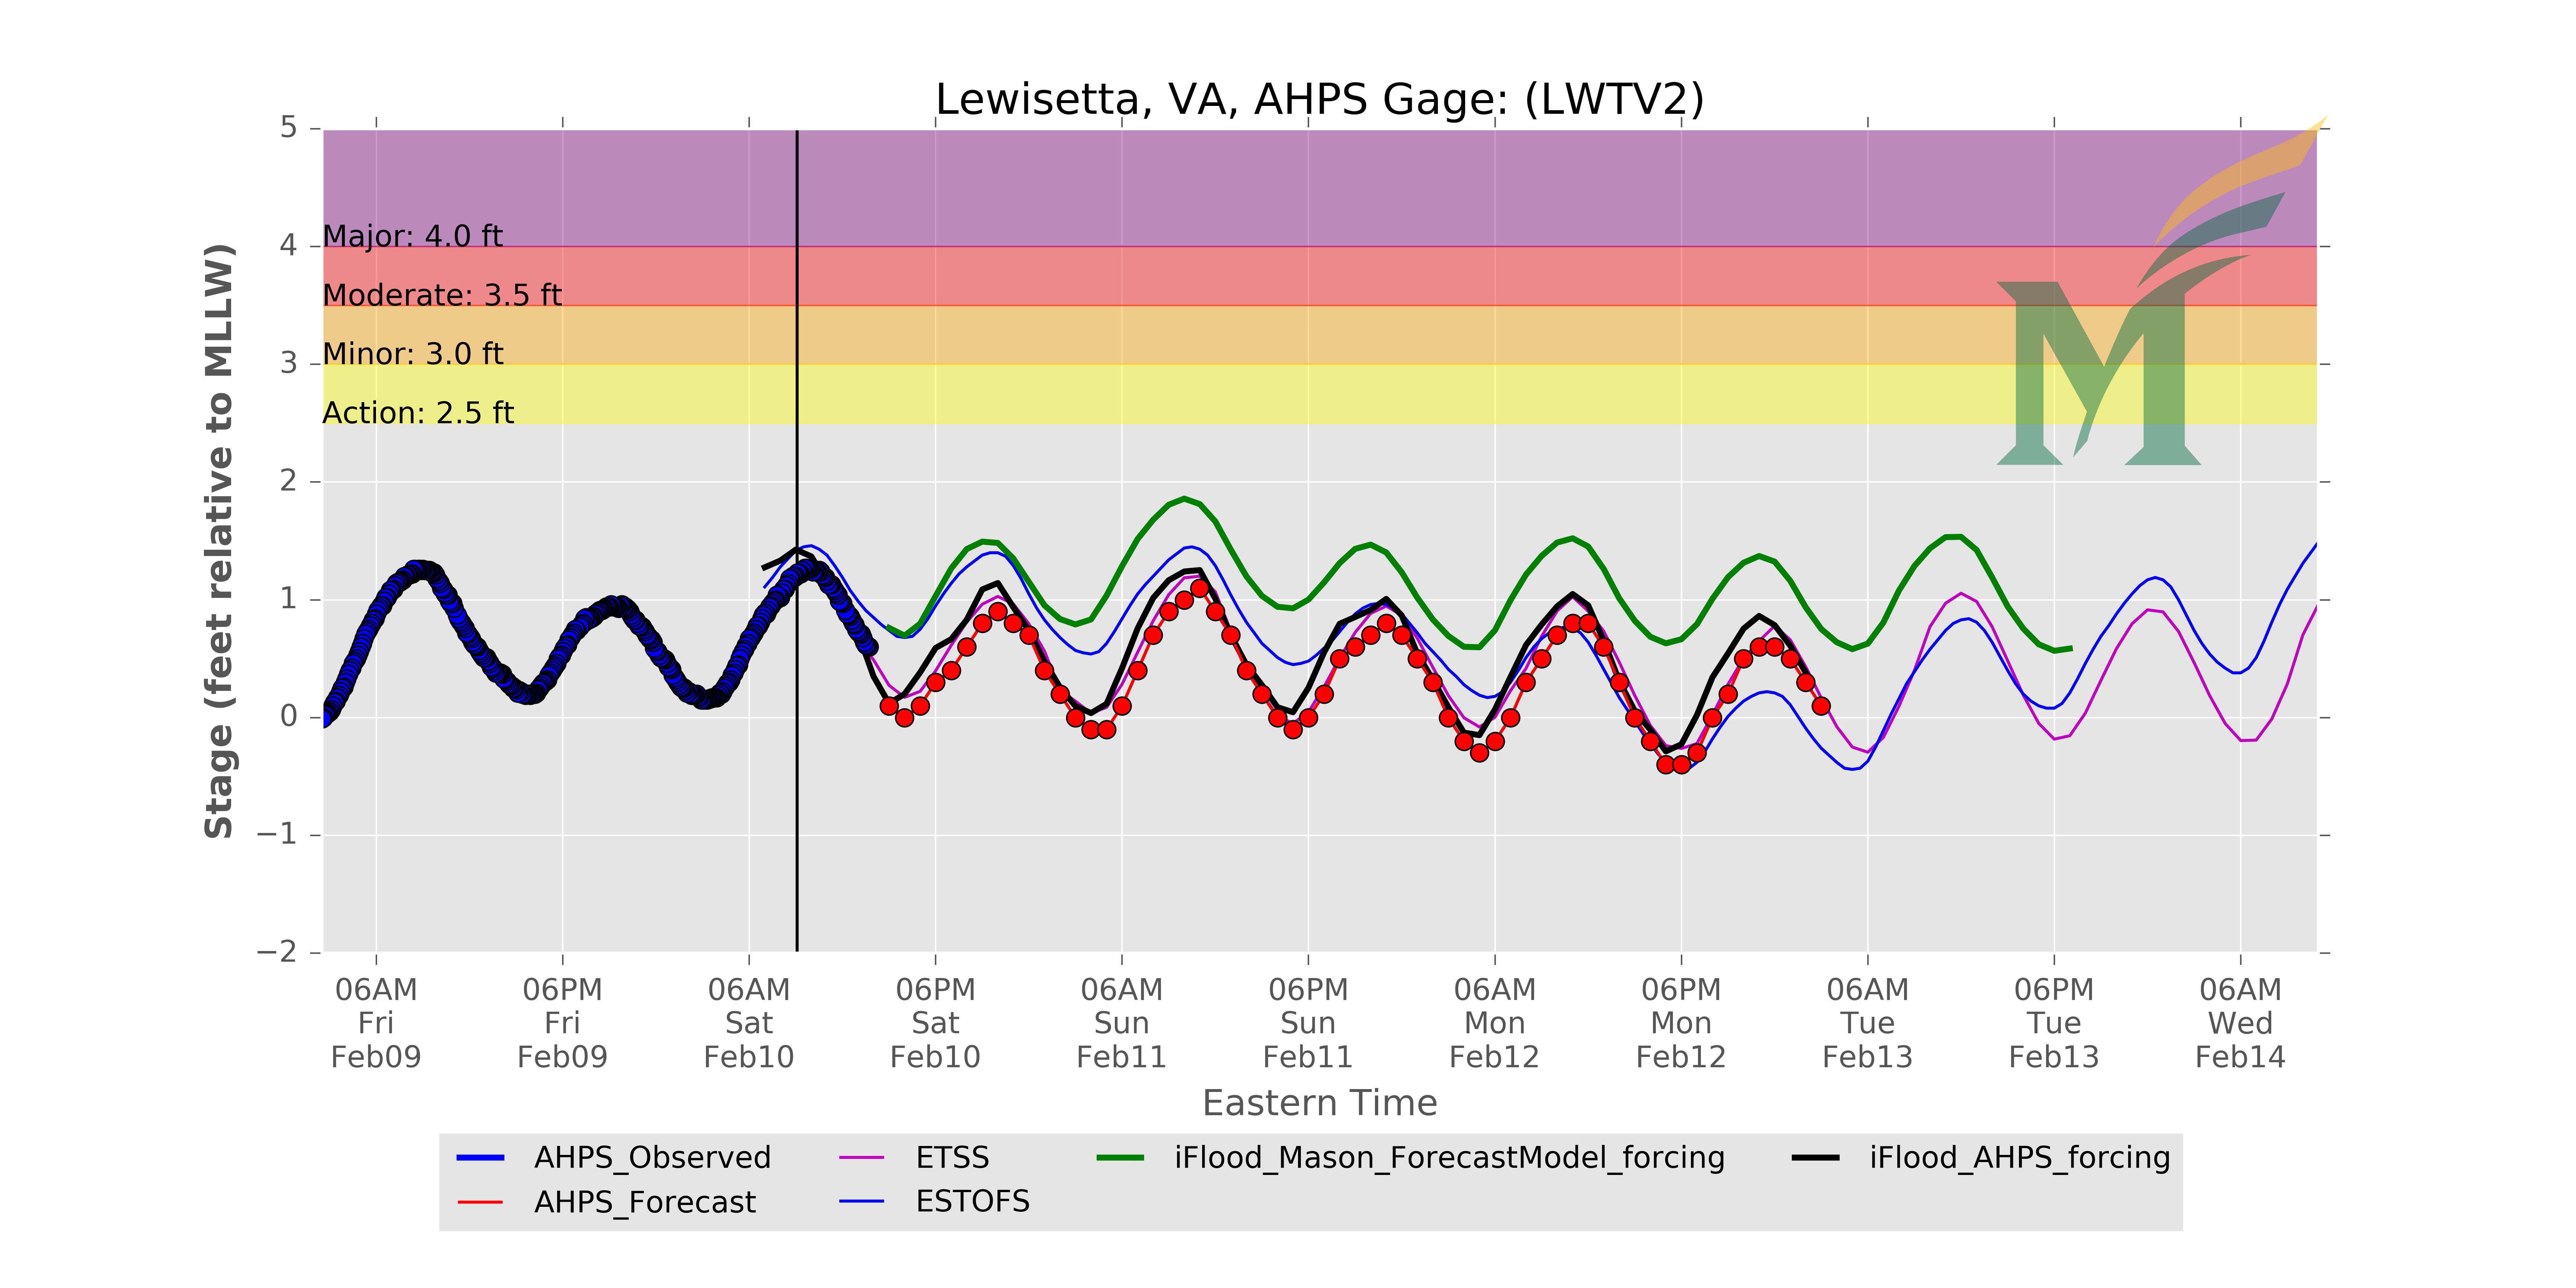 Lewisetta, VA, AHPS Gage: (LWTV2)
Stage (feet relative to MLLW)
5
4
3
2
1
0
−1
−2
Major: 4.0 ft
Moderate: 3.5 ft
Minor: 3.0 ft
Action: 2.5 ft
M
06AM 06PM 06AM 06PM 06AM 06PM 06AM 06PM 06AM 06PM 06AM
Fri Fri Sat Sat Sun Sun Mon Mon Tue Tue Wed
Feb09 Feb09 Feb10 Feb10 Feb11 Feb11 Feb12 Feb12 Feb13 Feb13 Feb14
Eastern Time
AHPS_Observed ETSS iFlood_Mason_ForecastModel_forcing iFlood_AHPS_forcing
AHPS_Forecast ESTOFS